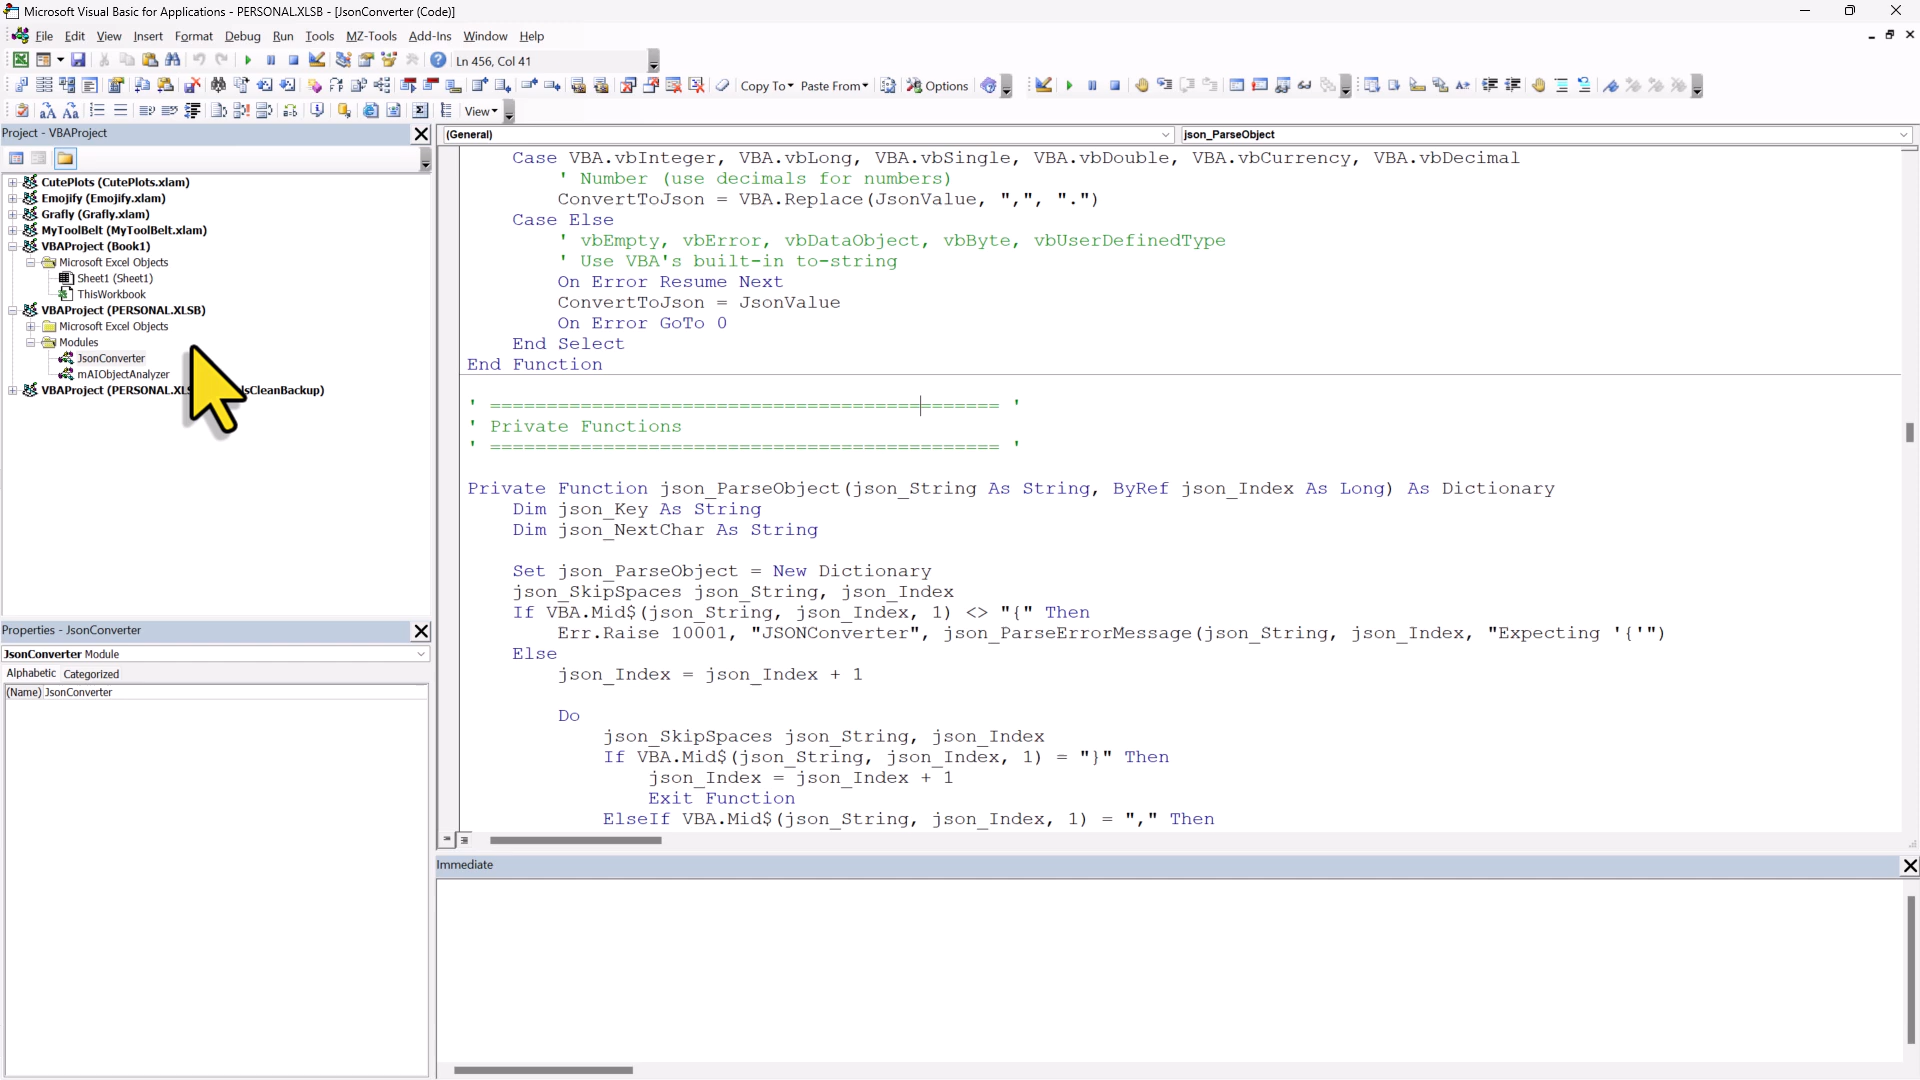 Microsoft Visual Basic for Applications - PERSONAL.XLSB - [JsonConverter (Code)]
File Edit View Insert Format Debug Run Tools MZ-Tools Add-Ins Window Help
Ln 456, Col 41
Copy To Paste From Options
View
Project - VBAProject
(General) json_ParseObject
CutePlots (CutePlots.xlam)
Emojify (Emojify.xlam)
Grafly (Grafly.xlam)
MyToolBelt (MyToolBelt.xlam)
VBAProject (Book1)
Microsoft Excel Objects
Sheet1 (Sheet1)
ThisWorkbook
VBAProject (PERSONAL.XLSB)
Microsoft Excel Objects
Modules
JsonConverter
mAIObjectAnalyzer
VBAProject (PERSONAL.XLS lsCleanBackup)
Properties - JsonConverter
JsonConverter Module
Alphabetic Categorized
(Name) JsonConverter
Case VBA.vbInteger, VBA.vbLong, VBA.vbSingle, VBA.vbDouble, VBA.vbCurrency, VBA.vbDecimal
' Number (use decimals for numbers)
ConvertToJson = VBA.Replace(JsonValue, ",", ".")
Case Else
' vbEmpty, vbError, vbDataObject, vbByte, vbUserDefinedType
' Use VBA's built-in to-string
On Error Resume Next
ConvertToJson = JsonValue
On Error GoTo 0
End Select
End Function
' ============================================= '
' Private Functions
' ============================================= '
Private Function json_ParseObject(json_String As String, ByRef json_Index As Long) As Dictionary
Dim json_Key As String
Dim json_NextChar As String
Set json_ParseObject = New Dictionary
json_SkipSpaces json_String, json_Index
If VBA.Mid$(json_String, json_Index, 1) <> "{" Then
Err.Raise 10001, "JSONConverter", json_ParseErrorMessage(json_String, json_Index, "Expecting '{'")
Else
json_Index = json_Index + 1
Do
json_SkipSpaces json_String, json_Index
If VBA.Mid$(json_String, json_Index, 1) = "}" Then
json_Index = json_Index + 1
Exit Function
ElseIf VBA.Mid$(json_String, json_Index, 1) = "," Then
Immediate